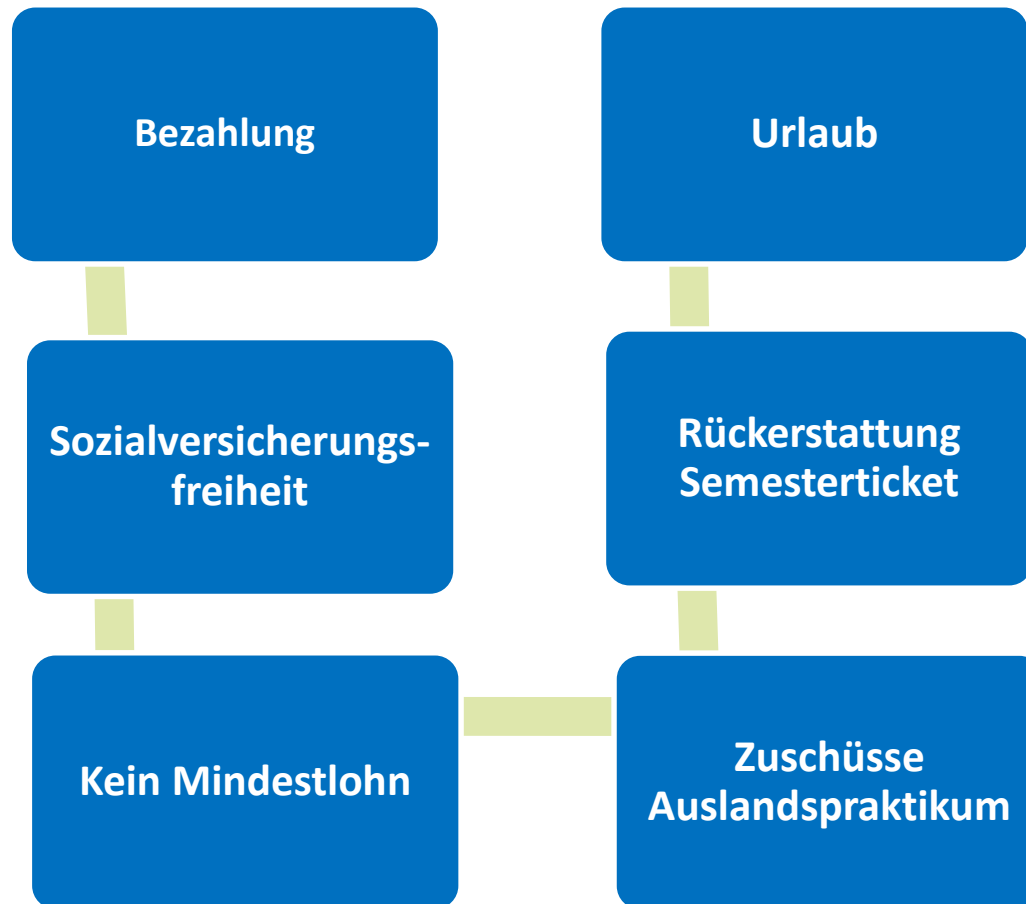 Bezahlung
Sozialversicherungs-
freiheit
Kein Mindestlohn
Zuschüsse
Auslandspraktikum
Rückerstattung
Semesterticket
Urlaub